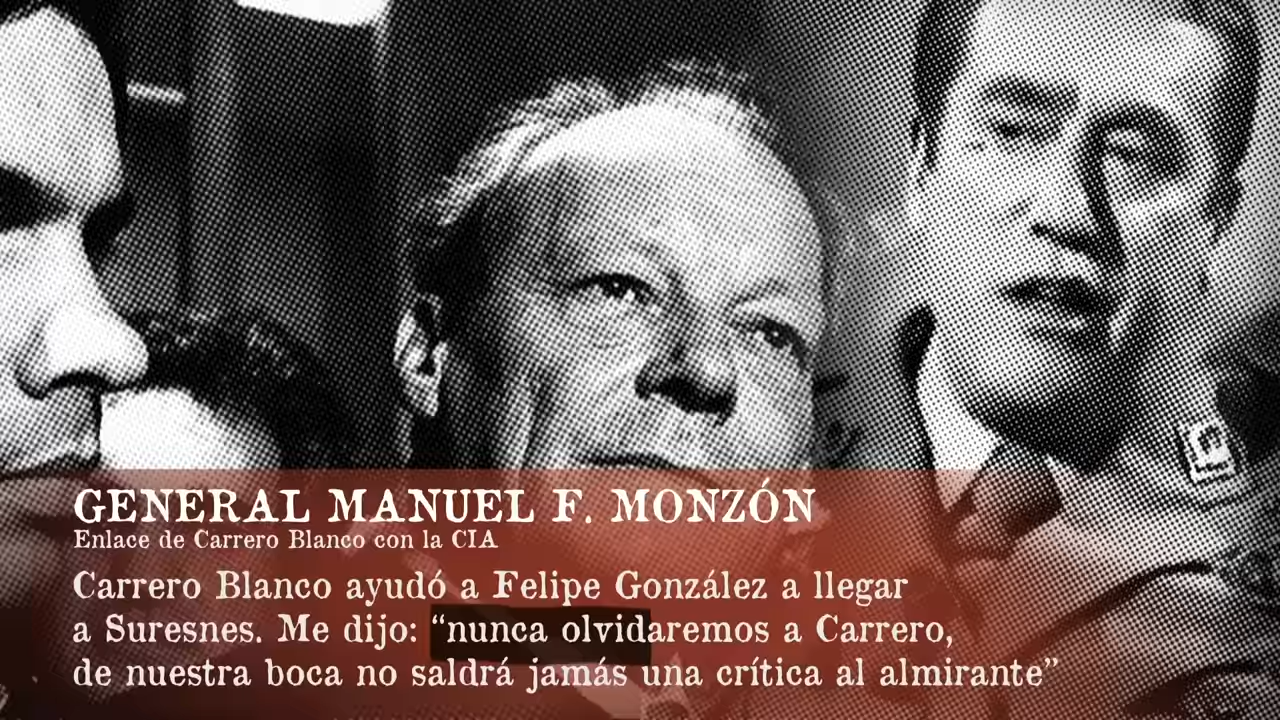 GENERAL MANUEL F. MONZÓN
Enlace de Carrero Blanco con la CIA
Carrero Blanco ayudó a Felipe González a llegar
a Suresnes. Me dijo: “nunca olvidaremos a Carrero,
de nuestra boca no saldrá jamás una crítica al almirante”